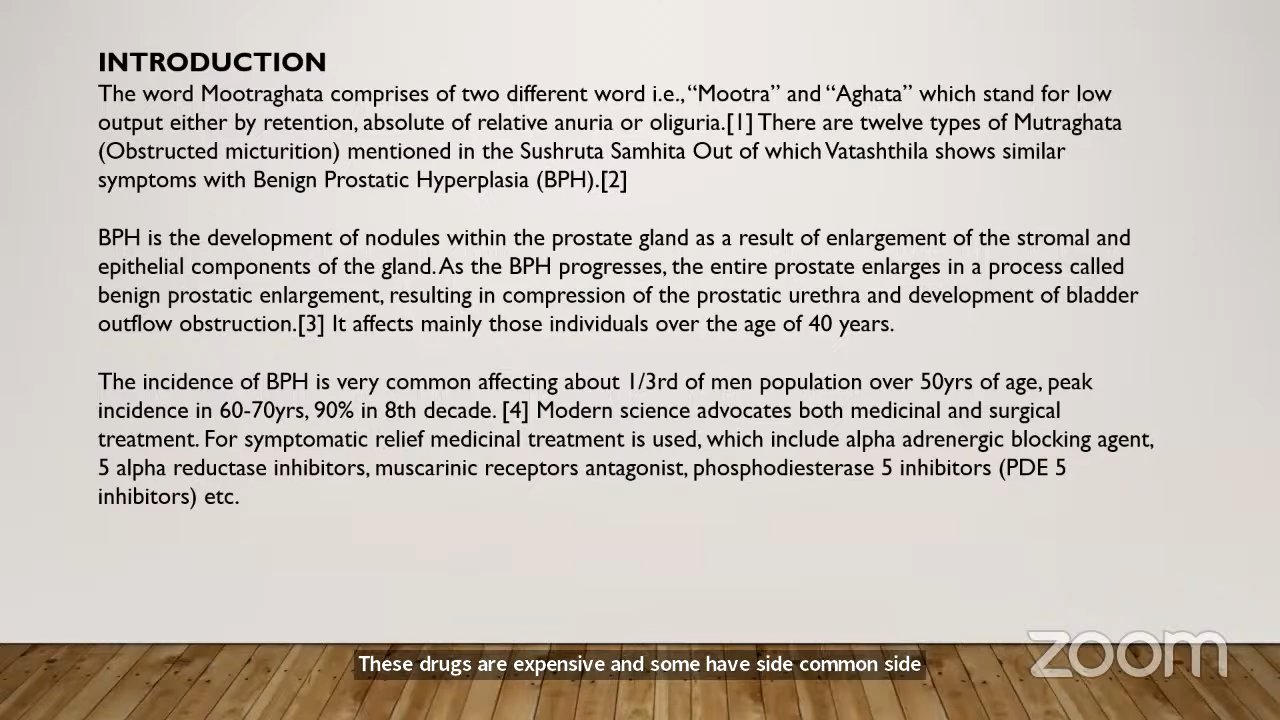 INTRODUCTION
The word Mootraghata comprises of two different word i.e., “Mootra” and “Aghata” which stand for low
output either by retention, absolute of relative anuria or oliguria.[1] There are twelve types of Mutraghata
(Obstructed micturition) mentioned in the Sushruta Samhita Out of which Vatashthila shows similar
symptoms with Benign Prostatic Hyperplasia (BPH).[2]
BPH is the development of nodules within the prostate gland as a result of enlargement of the stromal and
epithelial components of the gland. As the BPH progresses, the entire prostate enlarges in a process called
benign prostatic enlargement, resulting in compression of the prostatic urethra and development of bladder
outflow obstruction.[3] It affects mainly those individuals over the age of 40 years.
The incidence of BPH is very common affecting about 1/3rd of men population over 50yrs of age, peak
incidence in 60-70yrs, 90% in 8th decade. [4] Modern science advocates both medicinal and surgical
treatment. For symptomatic relief medicinal treatment is used, which include alpha adrenergic blocking agent,
5 alpha reductase inhibitors, muscarinic receptors antagonist, phosphodiesterase 5 inhibitors (PDE 5
inhibitors) etc.
zoom
These drugs are expensive and some have side common side